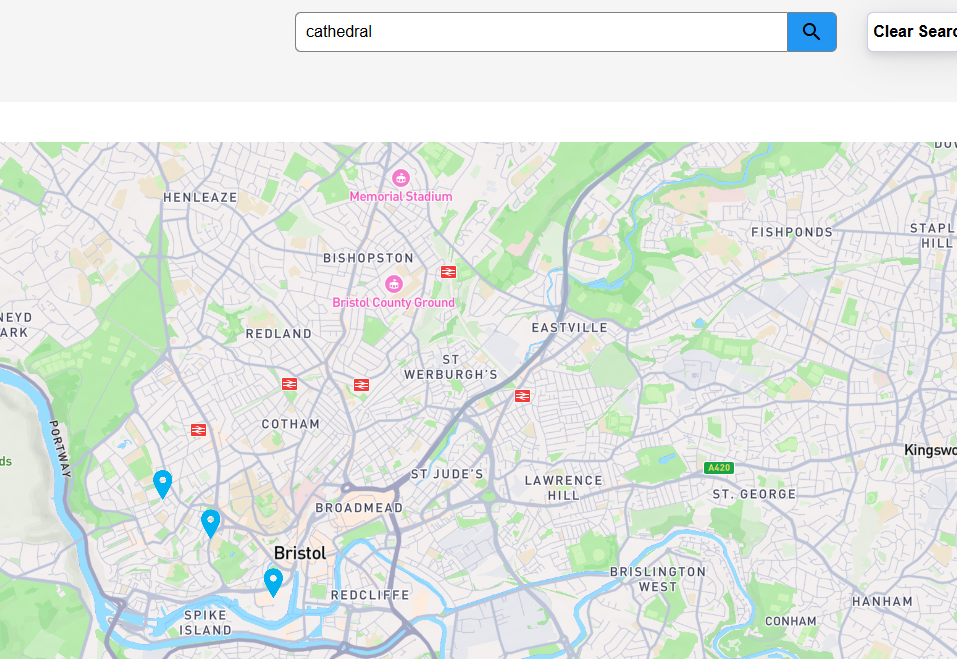 cathedral
Clear Searc
HENLEAZE
Memorial Stadium
BISHOPSTON
FISHPONDS
STAPL
HILL
Bristol County Ground
NEYD
ARK
REDLAND
EASTVILLE
ST
WERBURGH'S
COTHAM
PORTWAY
ds
Kingswo
A420
ST JUDE'S
LAWRENCE
HILL
ST. GEORGE
BROADMEAD
Bristol
BRISLINGTON
WEST
REDCLIFFE
HANHAM
SPIKE
ISLAND
CONHAM